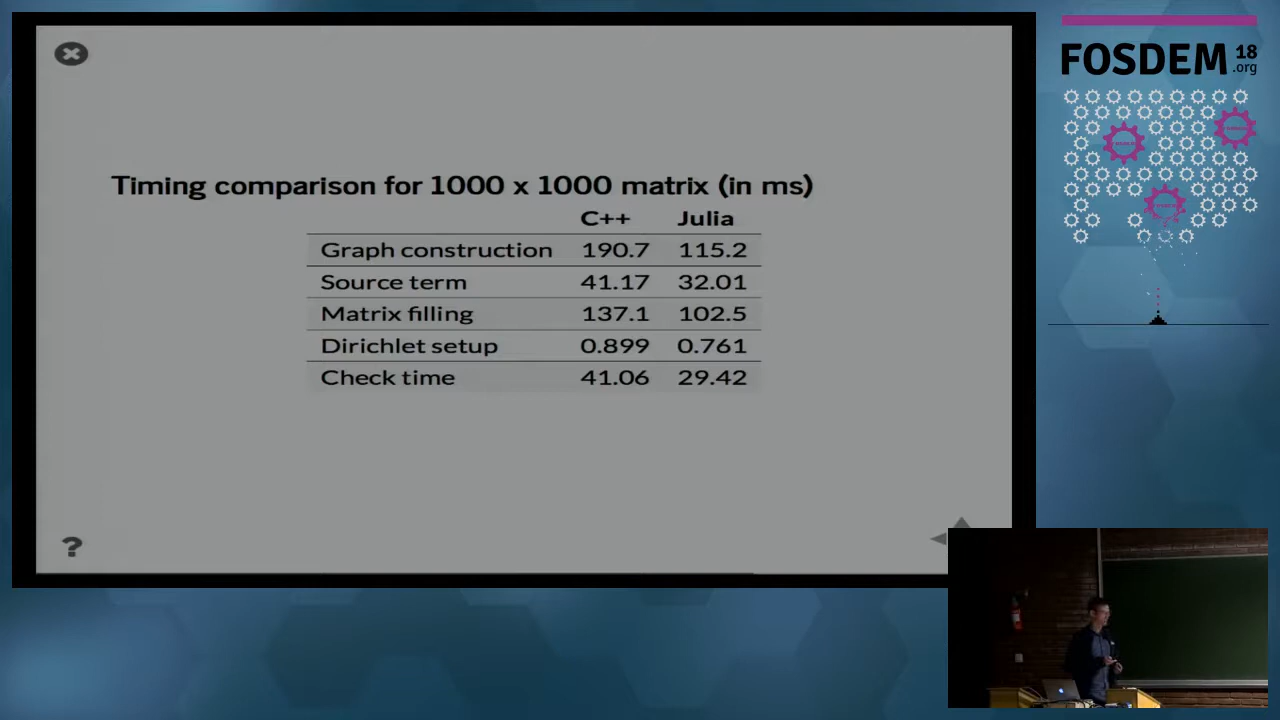 Timing comparison for 1000 x 1000 matrix (in ms)
C++ Julia
Graph construction 190.7 115.2
Source term 41.17 32.01
Matrix filling 137.1 102.5
Dirichlet setup 0.899 0.761
Check time 41.06 29.42
?
FOSDEM 18
.org